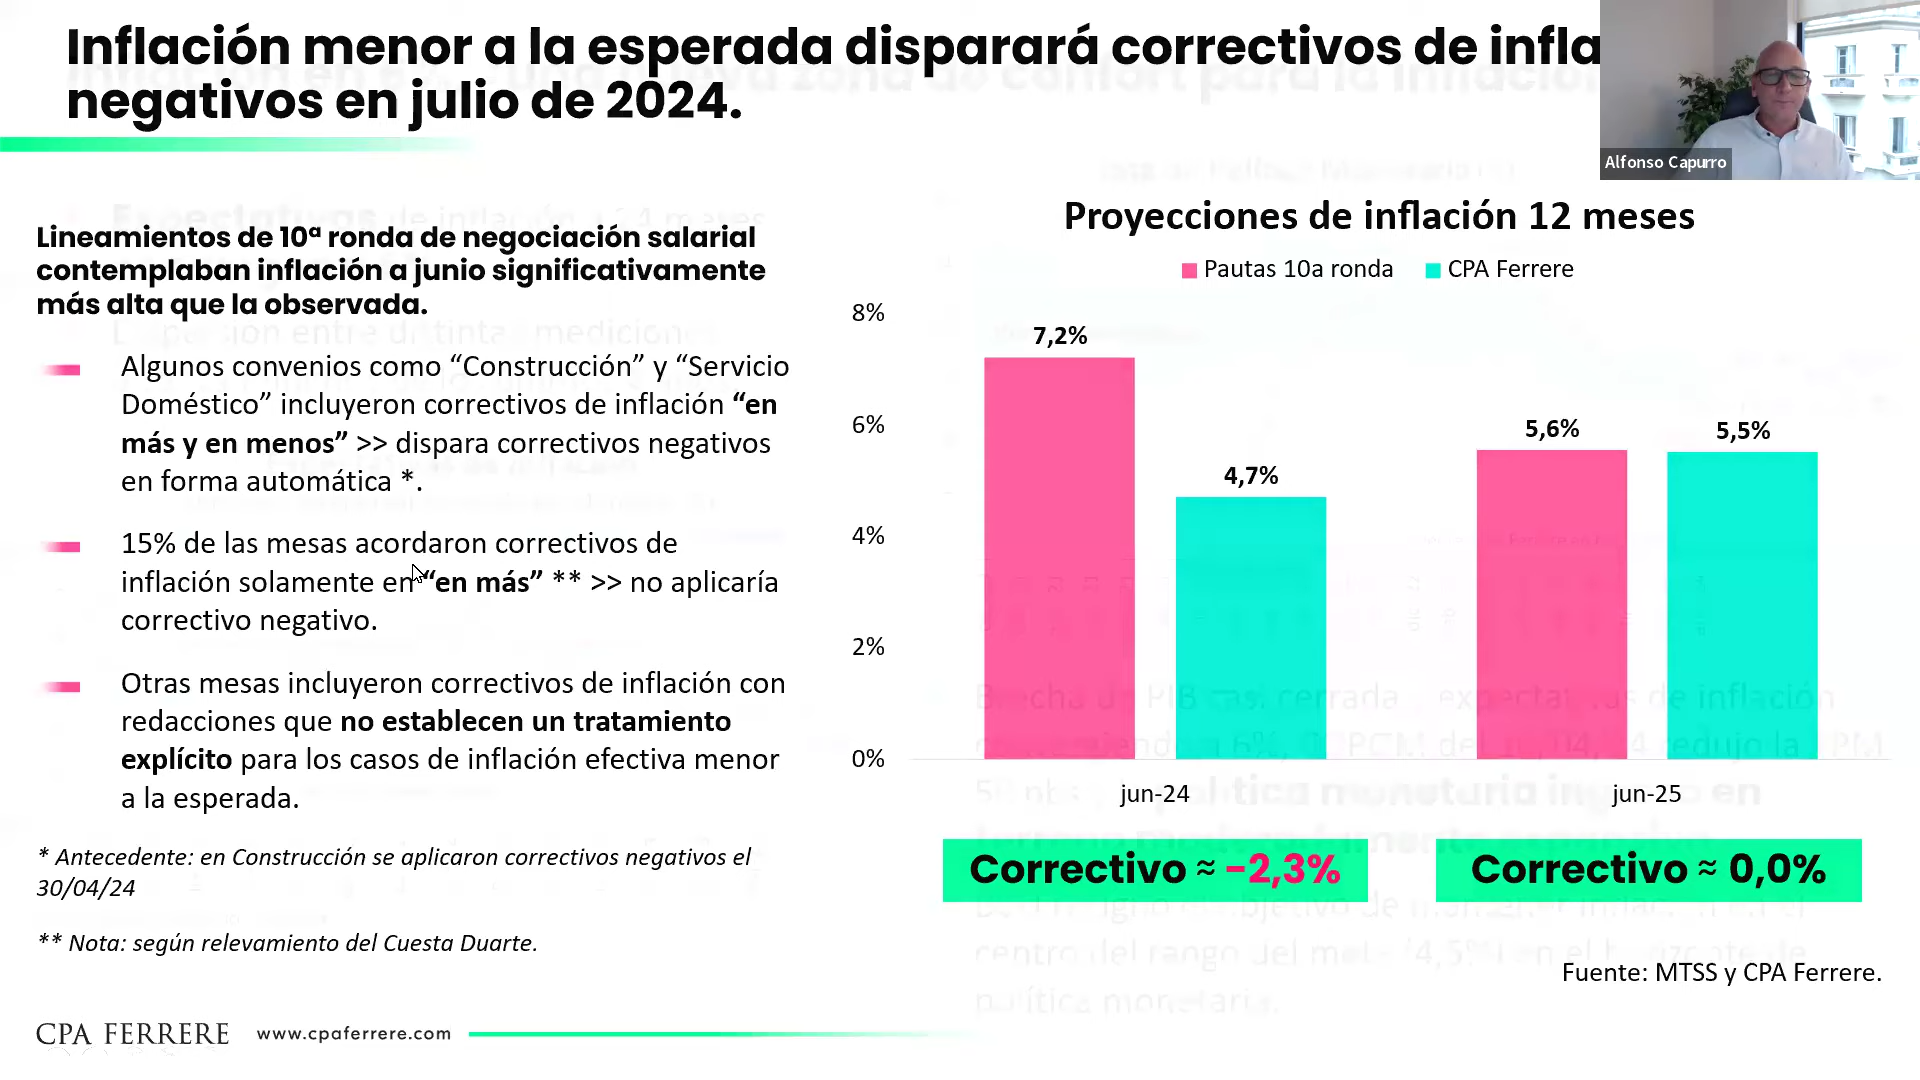 Inflación menor a la esperada disparará correctivos de infla
negativos en julio de 2024.
Alfonso Capurro
Lineamientos de 10ª ronda de negociación salarial
contemplaban inflación a junio significativamente
más alta que la observada.
Algunos convenios como “Construcción” y “Servicio
Doméstico” incluyeron correctivos de inflación “en
más y en menos” >> dispara correctivos negativos
en forma automática *.
15% de las mesas acordaron correctivos de
inflación solamente en “en más” ** >> no aplicaría
correctivo negativo.
Otras mesas incluyeron correctivos de inflación con
redacciones que no establecen un tratamiento
explícito para los casos de inflación efectiva menor
a la esperada.
* Antecedente: en Construcción se aplicaron correctivos negativos el
30/04/24
** Nota: según relevamiento del Cuesta Duarte.
Proyecciones de inflación 12 meses
Pautas 10a ronda CPA Ferrere
8%
7,2%
6%
5,6% 5,5%
4,7%
4%
2%
0%
jun-24 jun-25
Correctivo ≈ -2,3% Correctivo ≈ 0,0%
Fuente: MTSS y CPA Ferrere.
CPA FERRERE www.cpaferrere.com